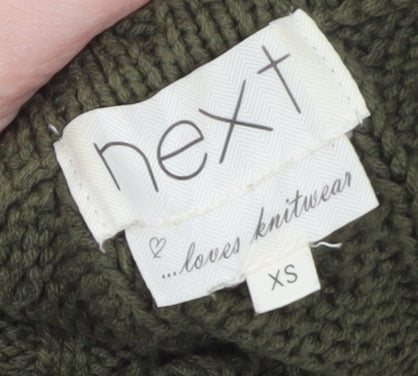 next
♡
...loves knitwear
XS